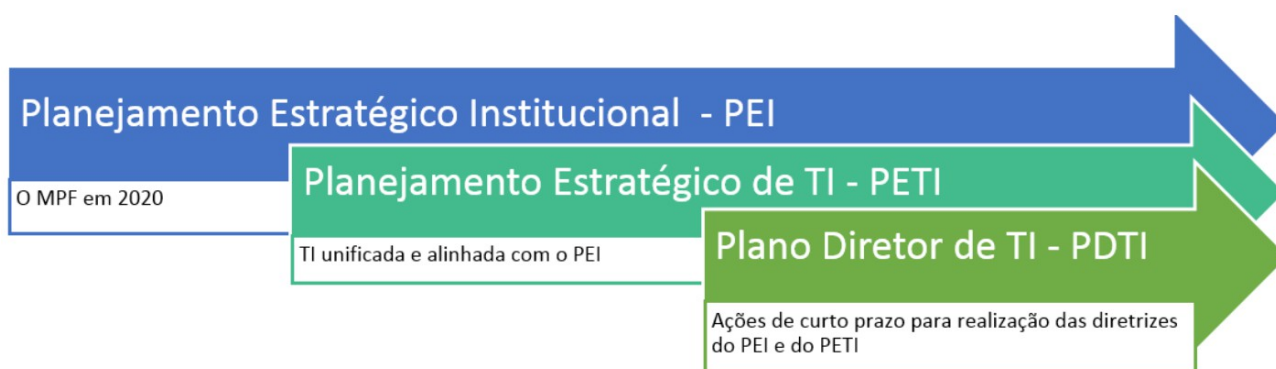 Planejamento Estratégico Institucional - PEI
O MPF em 2020
Planejamento Estratégico de TI - PETI
TI unificada e alinhada com o PEI
Plano Diretor de TI - PDTI
Ações de curto prazo para realização das diretrizes
do PEI e do PETI